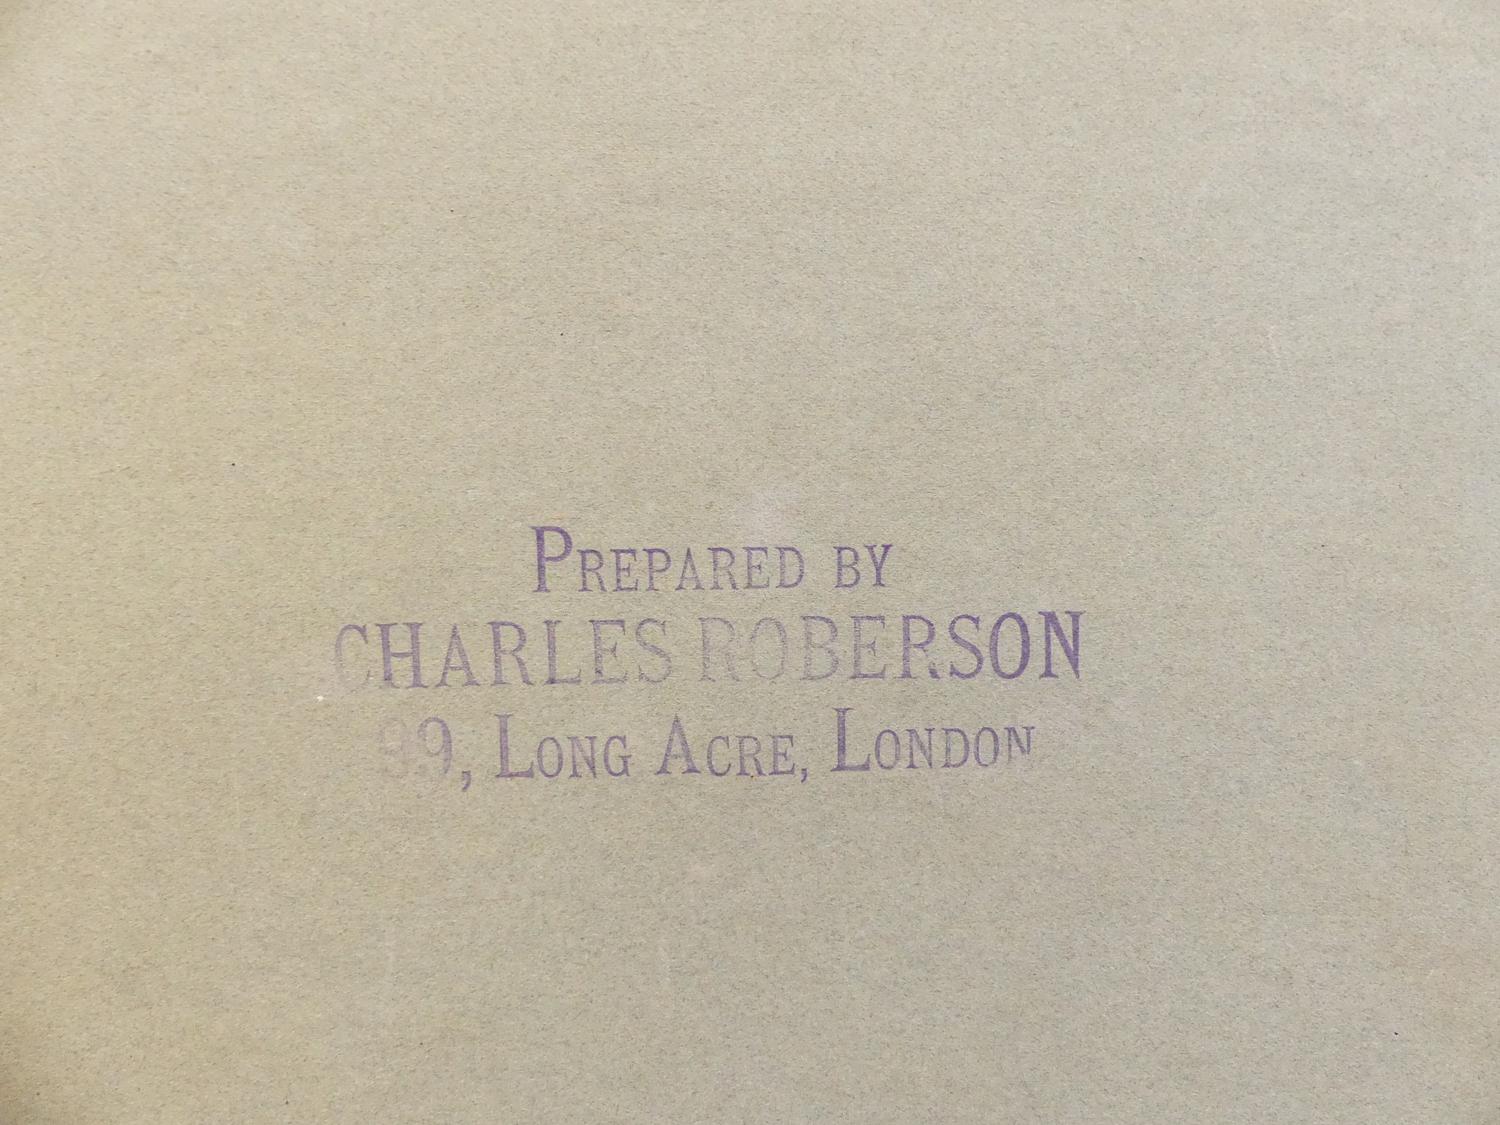 Prepared by
CHARLES ROBERSON
99, Long Acre, London